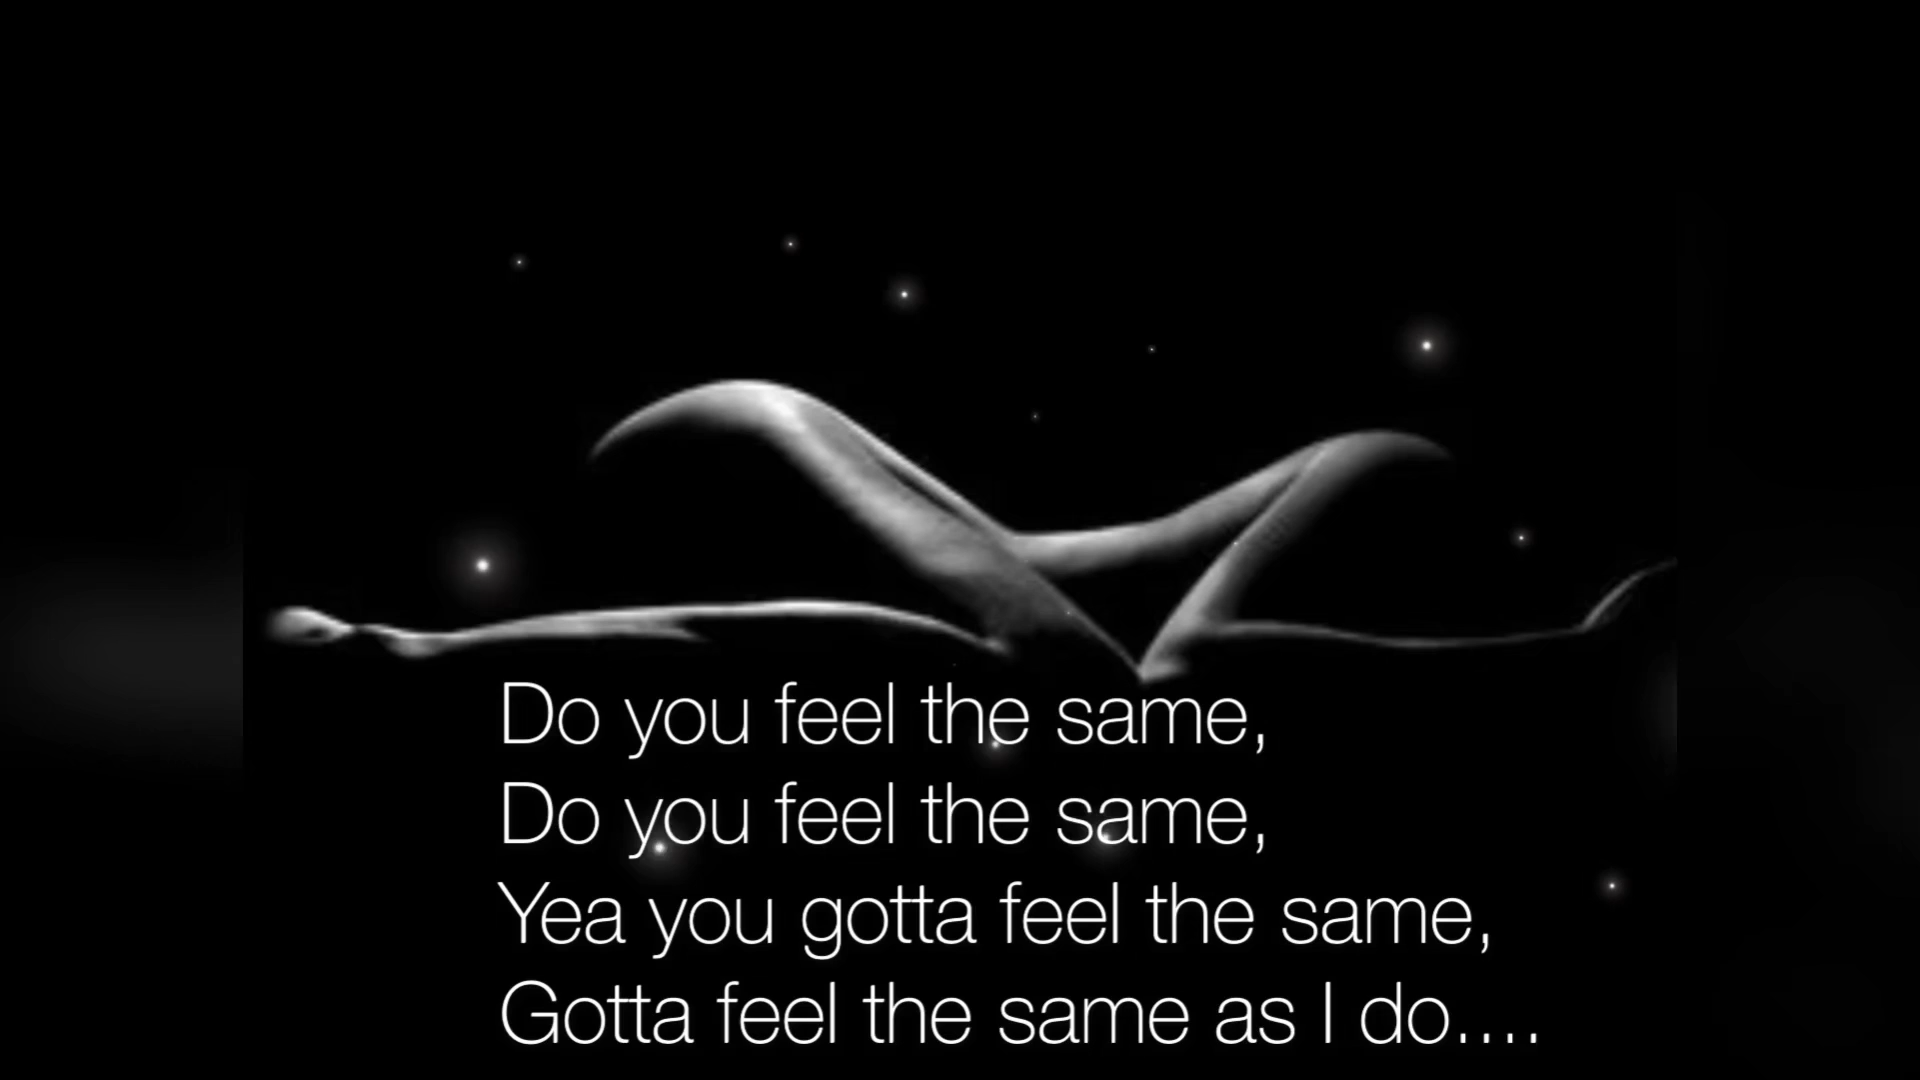 Do you feel the same,
Do you feel the same,
Yea you gotta feel the same,
Gotta feel the same as I do....